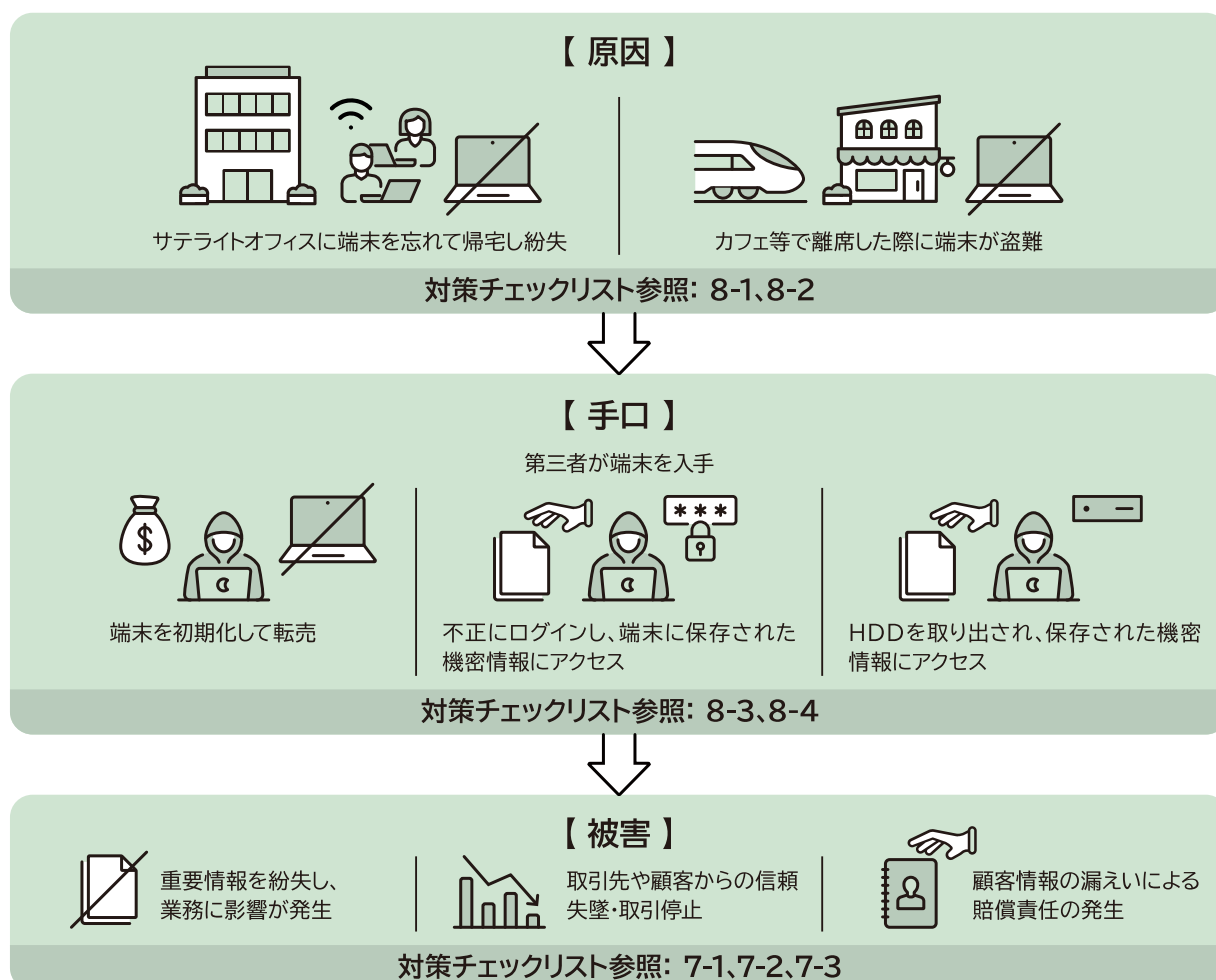 【 原因 】
サテライトオフィスに端末を忘れて帰宅し紛失
カフェ等で離席した際に端末が盗難
対策チェックリスト参照: 8-1、8-2
【 手口 】
第三者が端末を入手
$
***
端末を初期化して転売
不正にログインし、端末に保存された
機密情報にアクセス
HDDを取り出され、保存された機密
情報にアクセス
対策チェックリスト参照: 8-3、8-4
【 被害 】
重要情報を紛失し、
業務に影響が発生
取引先や顧客からの信頼
失墜・取引停止
顧客情報の漏えいによる
賠償責任の発生
対策チェックリスト参照: 7-1、7-2、7-3